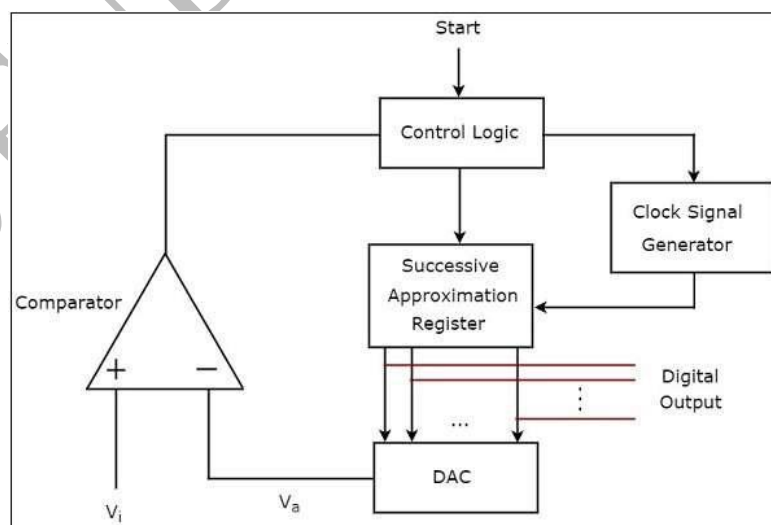 Start
Control Logic
Clock Signal
Generator
Successive
Approximation
Register
Comparator
+
−
Digital
Output
...
DAC
Vi
Va